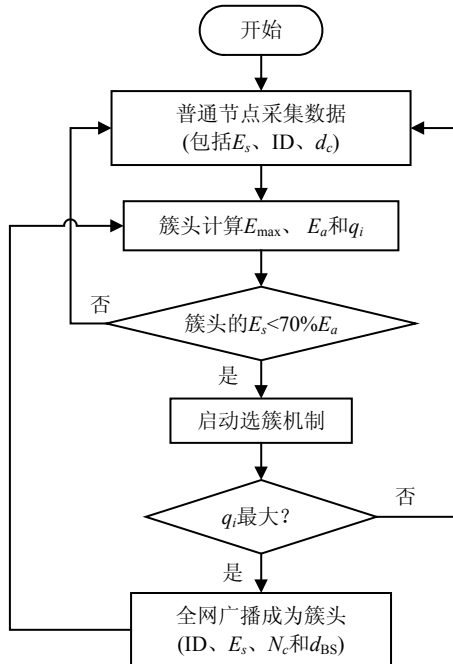 开始
普通节点采集数据
(包括Es、ID、dc)
簇头计算Emax、Ea和qi
否
簇头的Es<70%Ea
是
启动选簇机制
qi最大?
否
是
全网广播成为簇头
(ID、Es、Nc和dBS)